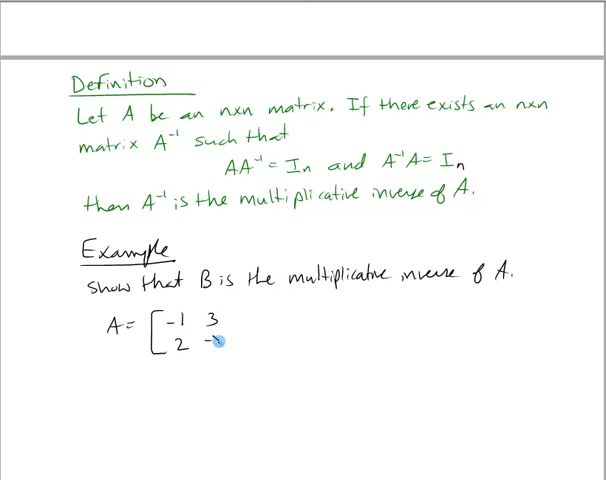 Definition
Let A be an nxn matrix. If there exists an nxn
matrix A⁻¹ such that
AA⁻¹ = Iₙ and A⁻¹A = Iₙ
then A⁻¹ is the multiplicative inverse of A.
Example
Show that B is the multiplicative inverse of A.
A = [ -1 3
2 -